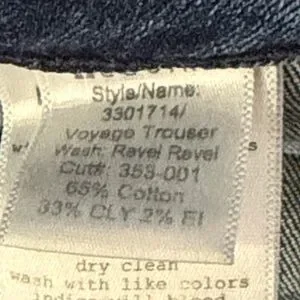 Style/Name:
3301714/
Voyage Trouser
Wash: Ravel Ravel
Cut#: 353-001
65% Cotton
33% CLY 2% El
dry clean
wash with like colors